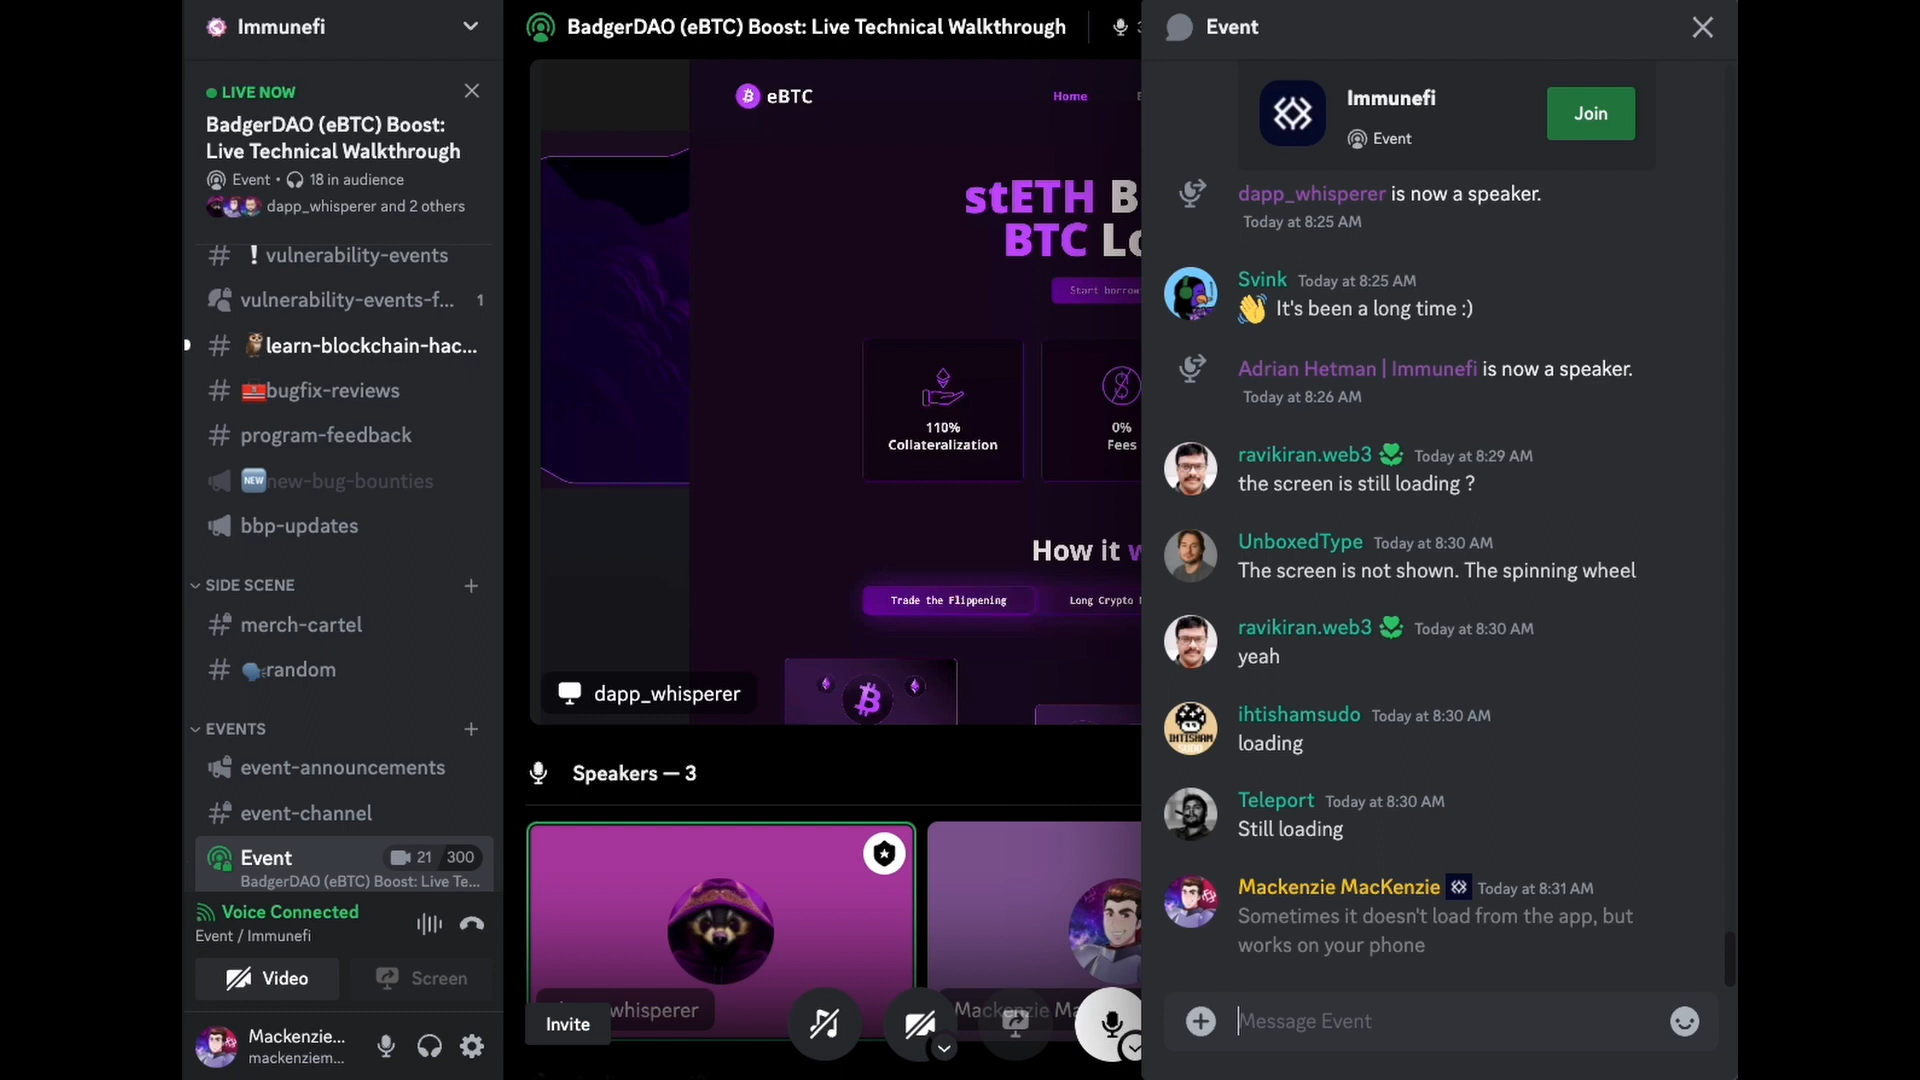 Immunefi
LIVE NOW
BadgerDAO (eBTC) Boost:
Live Technical Walkthrough
Event • 18 in audience
dapp_whisperer and 2 others
vulnerability-events
vulnerability-events-f... 1
learn-blockchain-hac...
bugfix-reviews
program-feedback
NEW new-bug-bounties
bbp-updates
SIDE SCENE
merch-cartel
random
EVENTS
event-announcements
event-channel
Event 21 300
BadgerDAO (eBTC) Boost: Live Te...
Voice Connected
Event / Immunefi
Video Screen
Mackenzie...
mackenziem...
BadgerDAO (eBTC) Boost: Live Technical Walkthrough
eBTC
Home
stETH B
BTC Lo
Start borrow
110%
Collateralization
0%
Fees
How it w
Trade the Flippening
Long Crypto
dapp_whisperer
Speakers — 3
whisperer
Mackenzie Ma
Invite
Event
Immunefi
Event
Join
dapp_whisperer is now a speaker.
Today at 8:25 AM
Svink Today at 8:25 AM
👋 It's been a long time :)
Adrian Hetman | Immunefi is now a speaker.
Today at 8:26 AM
ravikiran.web3 Today at 8:29 AM
the screen is still loading ?
UnboxedType Today at 8:30 AM
The screen is not shown. The spinning wheel
ravikiran.web3 Today at 8:30 AM
yeah
ihtishamsudo Today at 8:30 AM
loading
IHTISHAM
SUDO
Teleport Today at 8:30 AM
Still loading
Mackenzie MacKenzie Today at 8:31 AM
Sometimes it doesn't load from the app, but
works on your phone
Message Event